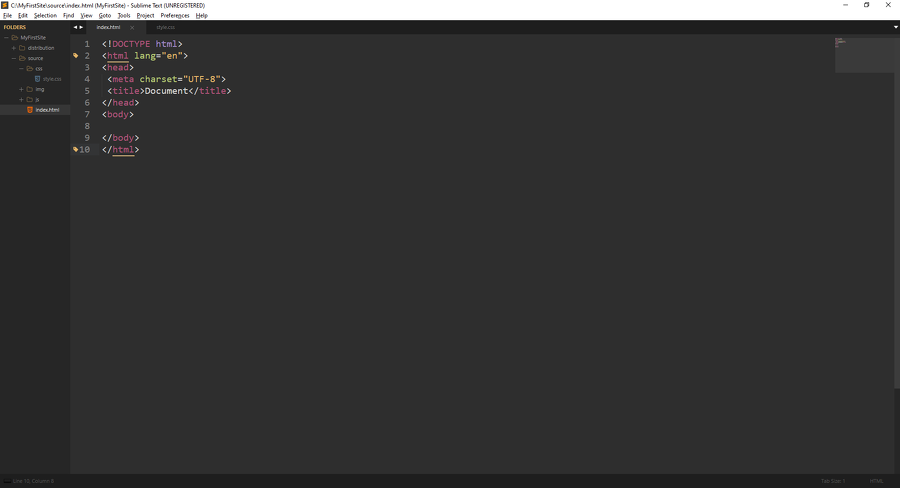 C:\MyFirstSite\source\index.html (MyFirstSite) - Sublime Text (UNREGISTERED)
File Edit Selection Find View Goto Tools Project Preferences Help
FOLDERS
MyFirstSite
distribution
source
css
style.css
img
js
index.html
index.html style.css
1 <!DOCTYPE html>
2 <html lang="en">
3 <head>
4 <meta charset="UTF-8">
5 <title>Document</title>
6 </head>
7 <body>
8
9 </body>
10 </html>
Line 10, Column 8 Tab Size: 1 HTML